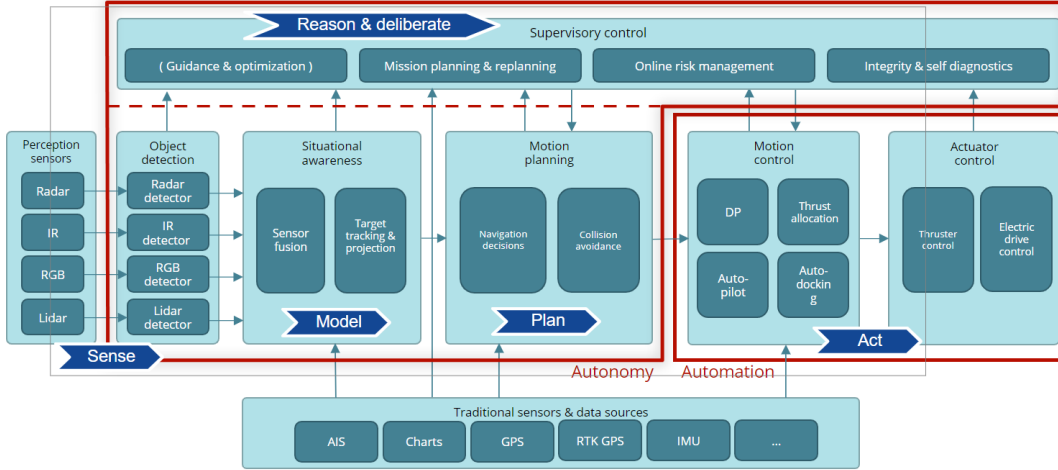 Reason & deliberate
Supervisory control
( Guidance & optimization )
Mission planning & replanning
Online risk management
Integrity & self diagnostics
Perception
sensors
Radar
IR
RGB
Lidar
Sense
Object
detection
Radar
detector
IR
detector
RGB
detector
Lidar
detector
Situational
awareness
Sensor
fusion
Target
tracking &
projection
Model
Motion
planning
Navigation
decisions
Collision
avoidance
Plan
Autonomy
Automation
Motion
control
DP
Thrust
allocation
Auto-
pilot
Auto-
dockin
g
Act
Actuator
control
Thruster
control
Electric
drive control
Traditional sensors & data sources
AIS
Charts
GPS
RTK GPS
IMU
...